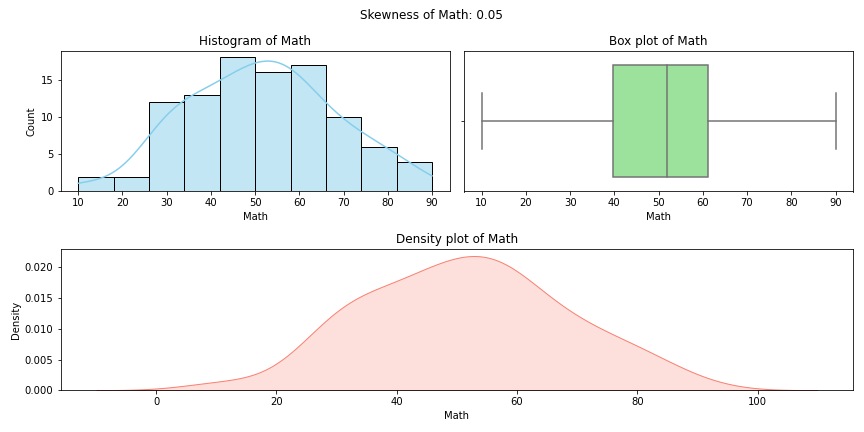 Skewness of Math: 0.05
Histogram of Math
Count
15
10
5
0
10 20 30 40 50 60 70 80 90
Math
Box plot of Math
10 20 30 40 50 60 70 80 90
Math
Density plot of Math
Density
0.020
0.015
0.010
0.005
0.000
0 20 40 60 80 100
Math